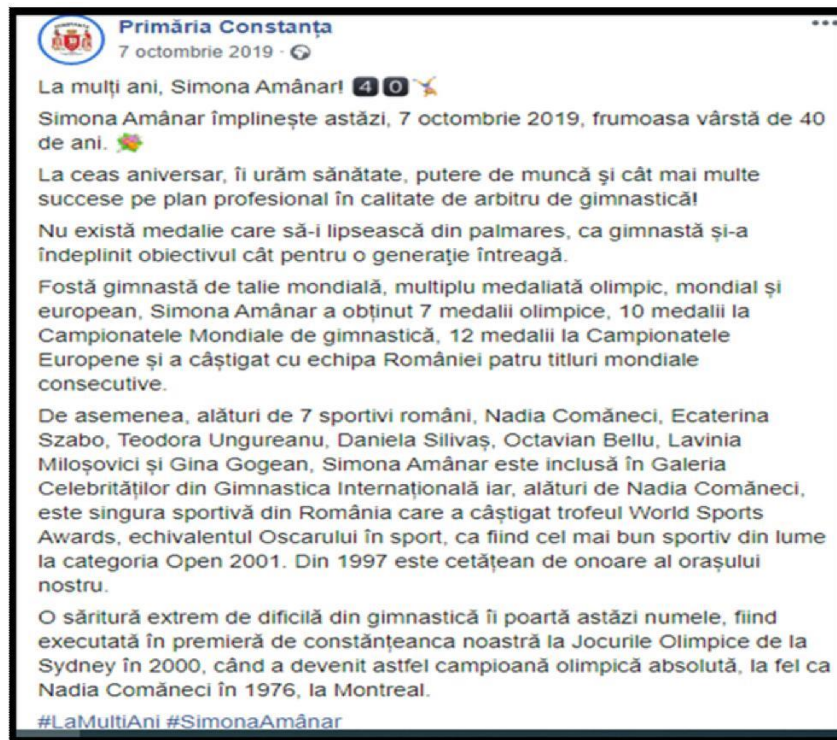 Primăria Constanța
7 octombrie 2019 ·
La mulți ani, Simona Amânar! 4 0
Simona Amânar împlinește astăzi, 7 octombrie 2019, frumoasa vârstă de 40
de ani.
La ceas aniversar, îi urăm sănătate, putere de muncă și cât mai multe
succese pe plan profesional în calitate de arbitru de gimnastică!
Nu există medalie care să-i lipsească din palmares, ca gimnastă și-a
îndeplinit obiectivul cât pentru o generaţie întreagă.
Fostă gimnastă de talie mondială, multiplu medaliată olimpic, mondial și
european, Simona Amânar a obținut 7 medalii olimpice, 10 medalii la
Campionatele Mondiale de gimnastică, 12 medalii la Campionatele
Europene și a câștigat cu echipa României patru titluri mondiale
consecutive.
De asemenea, alături de 7 sportivi români, Nadia Comăneci, Ecaterina
Szabo, Teodora Ungureanu, Daniela Silivaș, Octavian Bellu, Lavinia
Miloșovici și Gina Gogean, Simona Amânar este inclusă în Galeria
Celebrităților din Gimnastica Internațională iar, alături de Nadia Comăneci,
este singura sportivă din România care a câștigat trofeul World Sports
Awards, echivalentul Oscarului în sport, ca fiind cel mai bun sportiv din lume
la categoria Open 2001. Din 1997 este cetățean de onoare al orașului
nostru.
O săritură extrem de dificilă din gimnastică îi poartă astăzi numele, fiind
executată în premieră de constănțeanca noastră la Jocurile Olimpice de la
Sydney în 2000, când a devenit astfel campioană olimpică absolută, la fel ca
Nadia Comăneci în 1976, la Montreal.
#LaMultiAni #SimonaAmânar